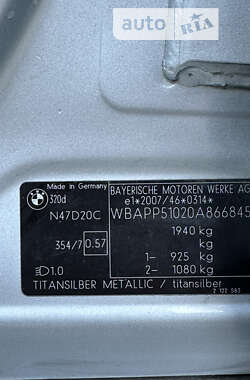 auto RIA
Made in Germany
BAYERISCHE MOTOREN WERKE AG
320d
e1*2007/46*0314*
N47D20C
WBAPP51020A866845
1940 kg
354/7 0.57
kg
1- 925 kg
1.0
2- 1080 kg
TITANSILBER METALLIC / titansilber